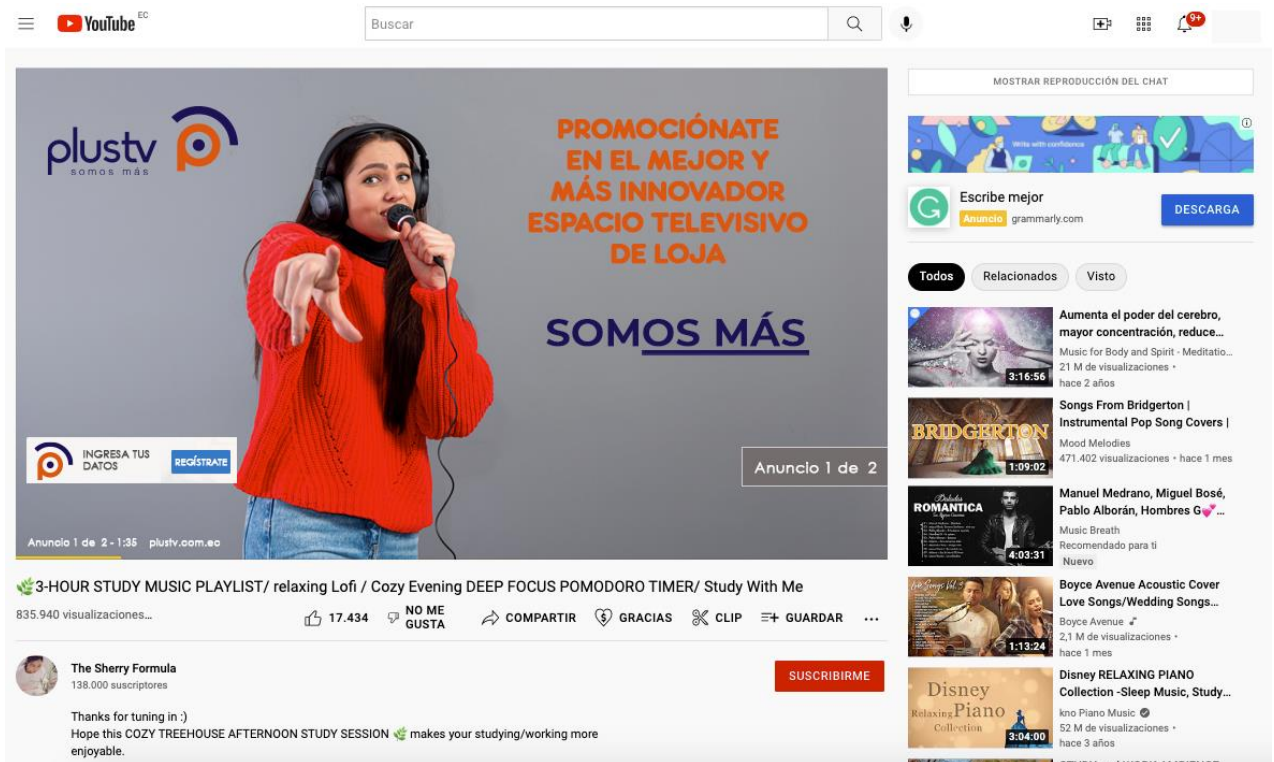 YouTube EC
Buscar
9+
plustv
somos más
PROMOCIÓNATE
EN EL MEJOR Y
MÁS INNOVADOR
ESPACIO TELEVISIVO
DE LOJA
SOMOS MÁS
INGRESA TUS
DATOS
REGÍSTRATE
Anuncio 1 de 2
Anuncio 1 de 2 - 1:35 plustv.com.ec
🌿3-HOUR STUDY MUSIC PLAYLIST/ relaxing Lofi / Cozy Evening DEEP FOCUS POMODORO TIMER/ Study With Me
835.940 visualizaciones...
17.434
NO ME
GUSTA
COMPARTIR
GRACIAS
CLIP
GUARDAR
The Sherry Formula
138.000 suscriptores
SUSCRIBIRME
Thanks for tuning in :)
Hope this COZY TREEHOUSE AFTERNOON STUDY SESSION 🌿 makes your studying/working more
enjoyable.
MOSTRAR REPRODUCCIÓN DEL CHAT
Write with confidence
Escribe mejor
Anuncio grammarly.com
DESCARGA
Todos
Relacionados
Visto
3:16:56
Aumenta el poder del cerebro,
mayor concentración, reduce...
Music for Body and Spirit - Meditatio...
21 M de visualizaciones •
hace 2 años
BRIDGERTON
1:09:02
Songs From Bridgerton |
Instrumental Pop Song Covers |
Mood Melodies
471.402 visualizaciones • hace 1 mes
Baladas
ROMANTICA
4:03:31
Manuel Medrano, Miguel Bosé,
Pablo Alborán, Hombres G💕...
Music Breath
Recomendado para ti
Nuevo
Love Songs Vol. 2
1:13:24
Boyce Avenue Acoustic Cover
Love Songs/Wedding Songs...
Boyce Avenue
2,1 M de visualizaciones •
hace 1 mes
Disney
Relaxing Piano
Collection
3:04:00
Disney RELAXING PIANO
Collection -Sleep Music, Study...
kno Piano Music
52 M de visualizaciones •
hace 3 años